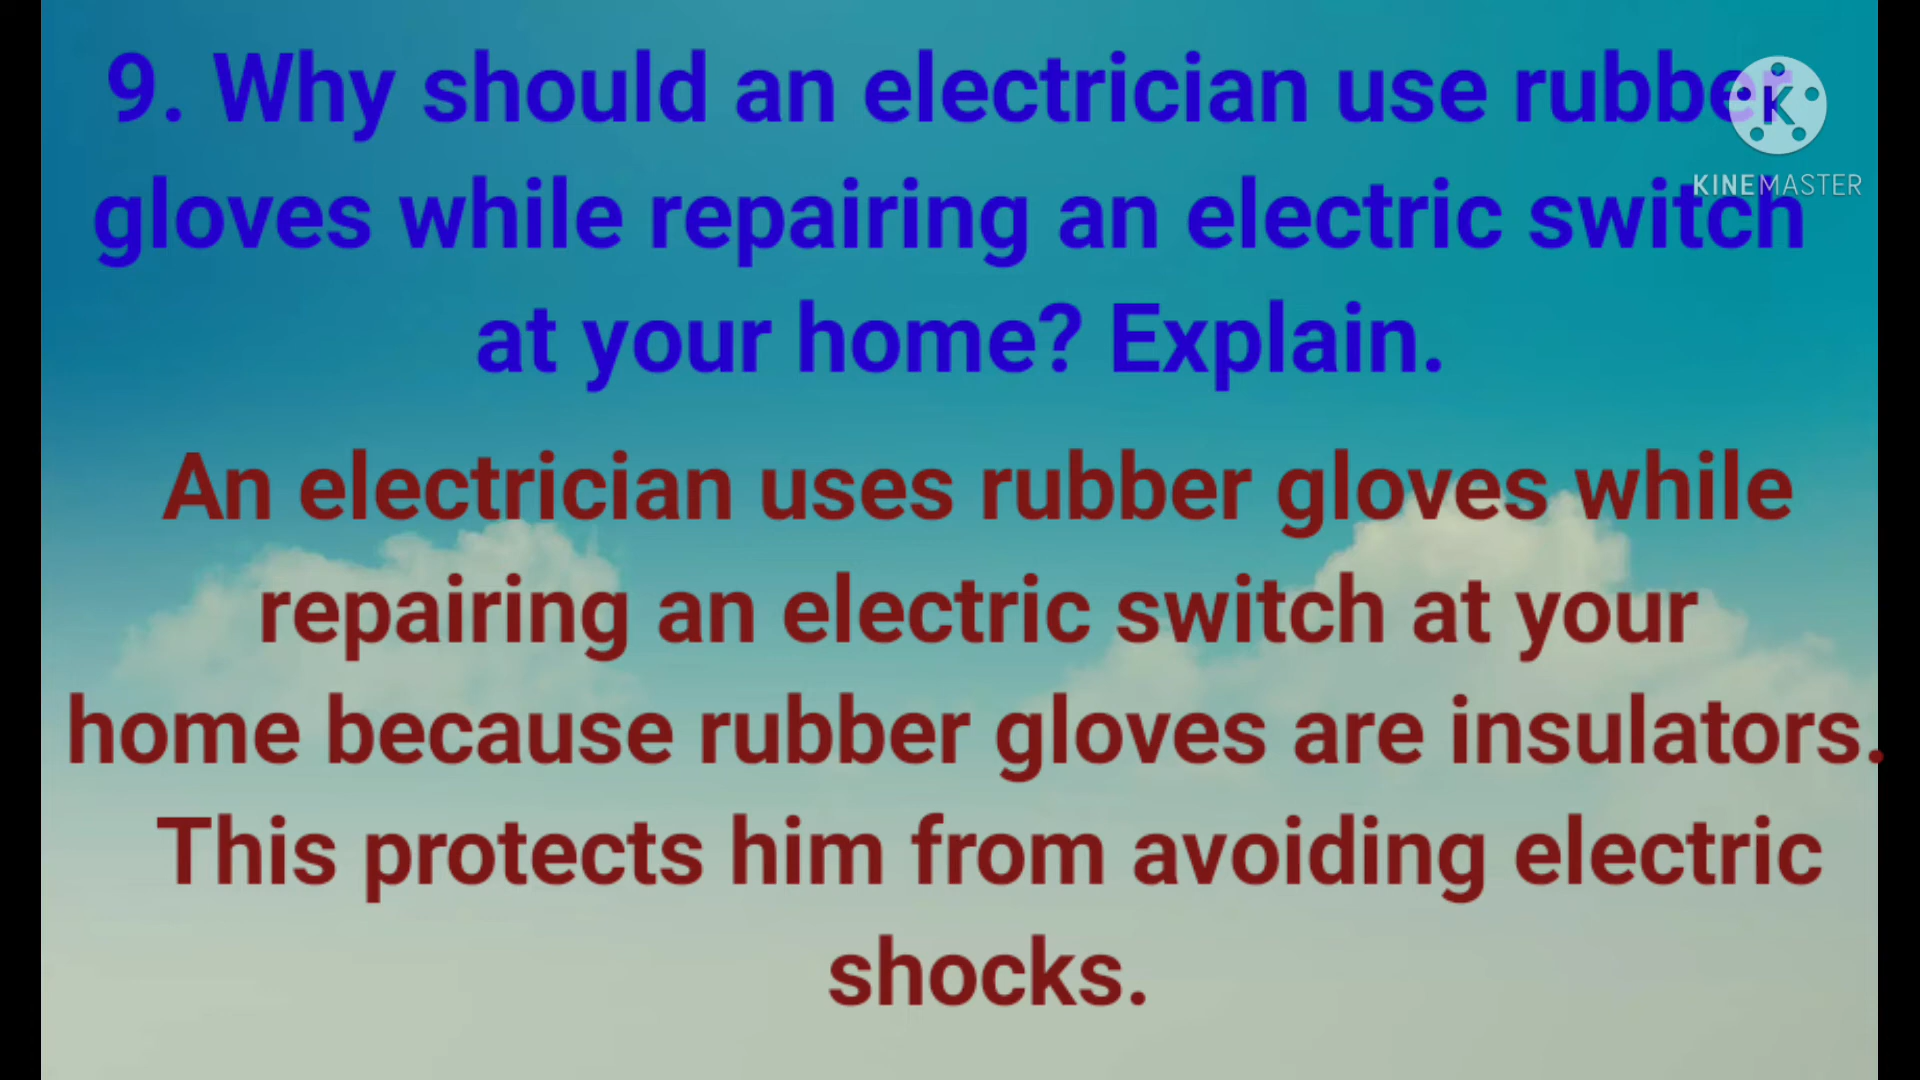 9. Why should an electrician use rubber
gloves while repairing an electric switch
at your home? Explain.
An electrician uses rubber gloves while
repairing an electric switch at your
home because rubber gloves are insulators.
This protects him from avoiding electric
shocks.
K
KINEMASTER